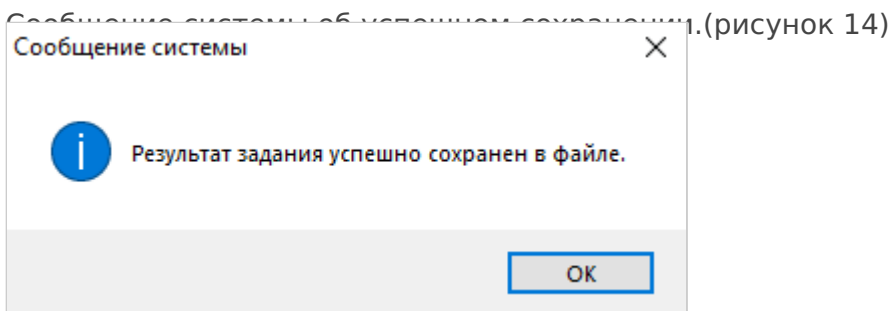 Сообщение системы об успешном сохранении.(рисунок 14)
Сообщение системы
Результат задания успешно сохранен в файле.
OK